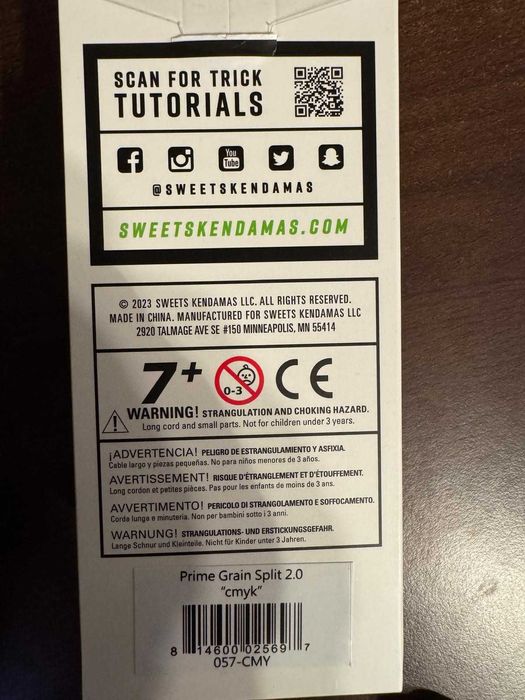 SCAN FOR TRICK
TUTORIALS
You
Tube
@SWEETSKENDAMAS
SWEETSKENDAMAS.COM
© 2023 SWEETS KENDAMAS LLC. ALL RIGHTS RESERVED.
MADE IN CHINA. MANUFACTURED FOR SWEETS KENDAMAS LLC
2920 TALMAGE AVE SE #150 MINNEAPOLIS, MN 55414
7+ 0-3 CE
WARNING! STRANGULATION AND CHOKING HAZARD.
Long cord and small parts. Not for children under 3 years.
¡ADVERTENCIA! PELIGRO DE ESTRANGULAMIENTO Y ASFIXIA.
Cable largo y piezas pequeñas. No para niños menores de 3 años.
AVERTISSEMENT! RISQUE D'ÉTRANGLEMENT ET D'ÉTOUFFEMENT.
Long cordon et petites pièces. Pas pour les enfants de moins de 3 ans.
AVVERTIMENTO! PERICOLO DI STRANGOLAMENTO E SOFFOCAMENTO.
Corda lunga e minuteria. Non per bambini sotto i 3 anni.
WARNUNG! STRANGULATIONS- UND ERSTICKUNGSGEFAHR.
Lange Schnur und Kleinteile. Nicht für Kinder unter 3 Jahren.
Prime Grain Split 2.0
"cmyk"
8 14600 02569 7
057-CMY